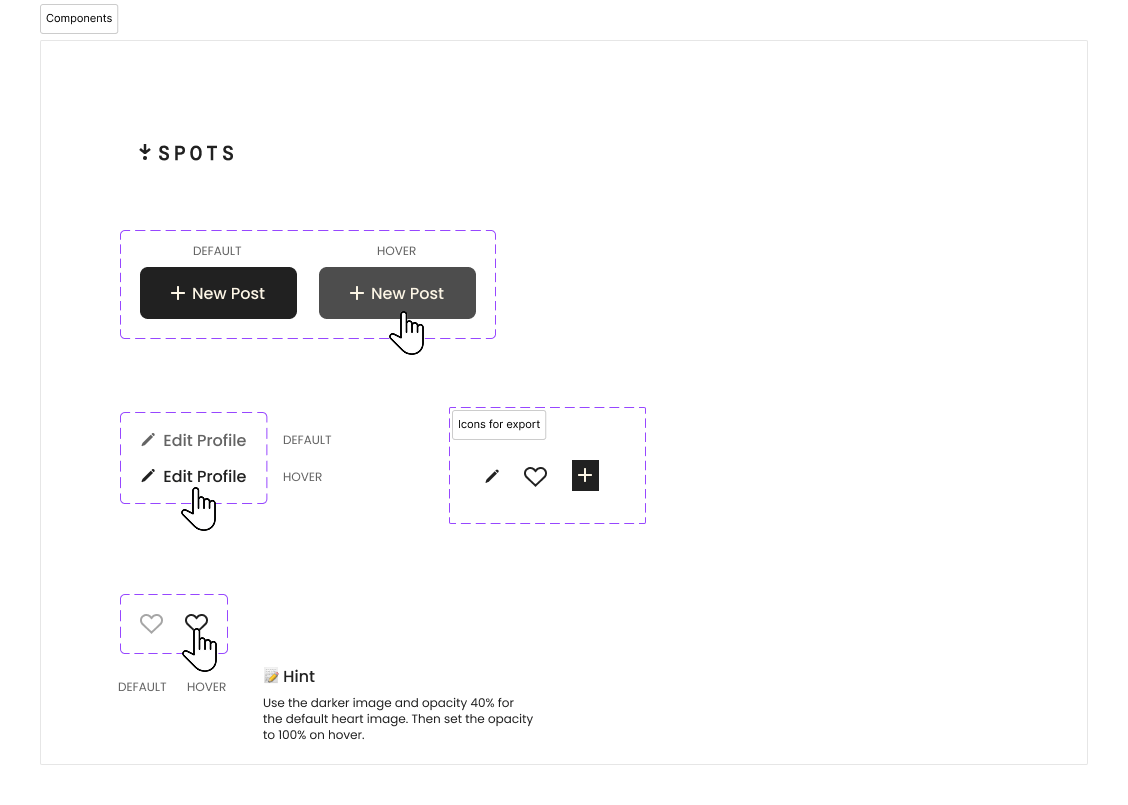 Components
SPOTS
DEFAULT
HOVER
New Post
New Post
Edit Profile
DEFAULT
Edit Profile
HOVER
Icons for export
DEFAULT
HOVER
Hint
Use the darker image and opacity 40% for
the default heart image. Then set the opacity
to 100% on hover.